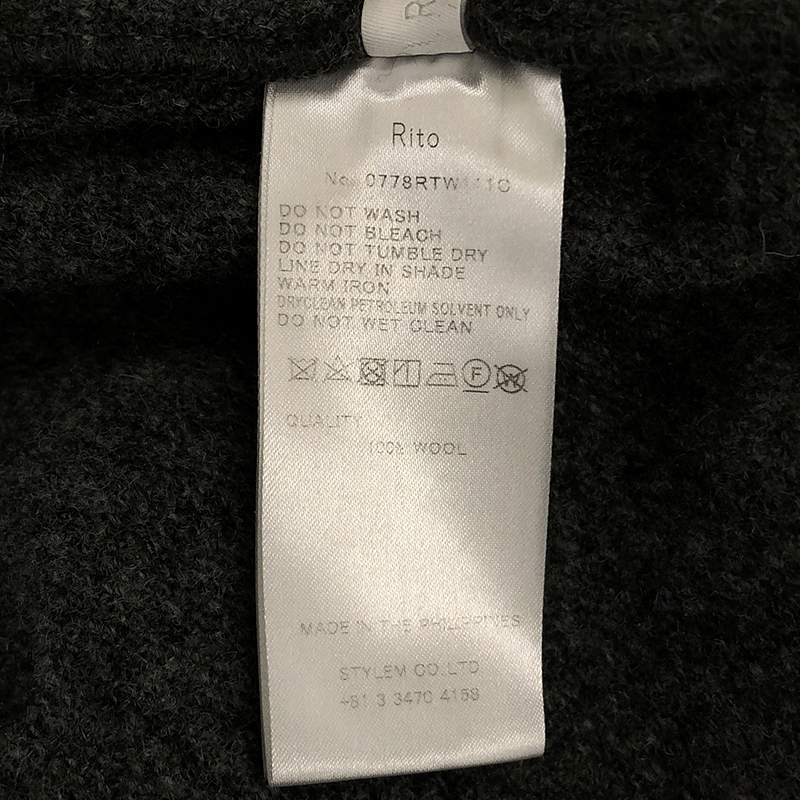 R
Rito
No.
DO NOT WASH
DO NOT BLEACH
DO NOT TUMBLE DRY
LINE DRY IN SHADE
WARM IRON
DRYCLEAN PETROLEUM SOLVENT ONLY
DO NOT WET CLEAN
F
W
QUALITY
100% WOOL
MADE IN THE PHILIPPINES
STYLEM CO.,LTD
+81 3 3470 4158